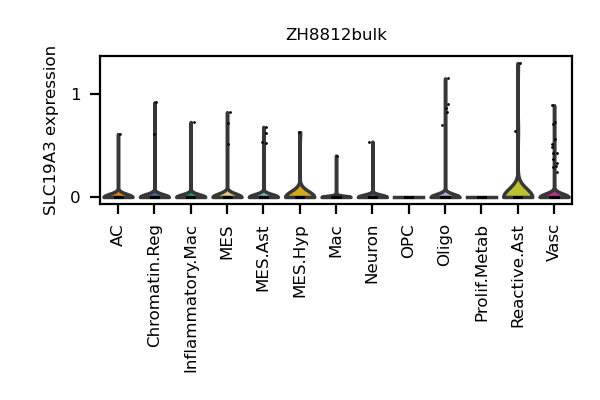 ZH8812bulk
SLC19A3 expression
1
0
AC
Chromatin.Reg
Inflammatory.Mac
MES
MES.Ast
MES.Hyp
Mac
Neuron
OPC
Oligo
Prolif.Metab
Reactive.Ast
Vasc